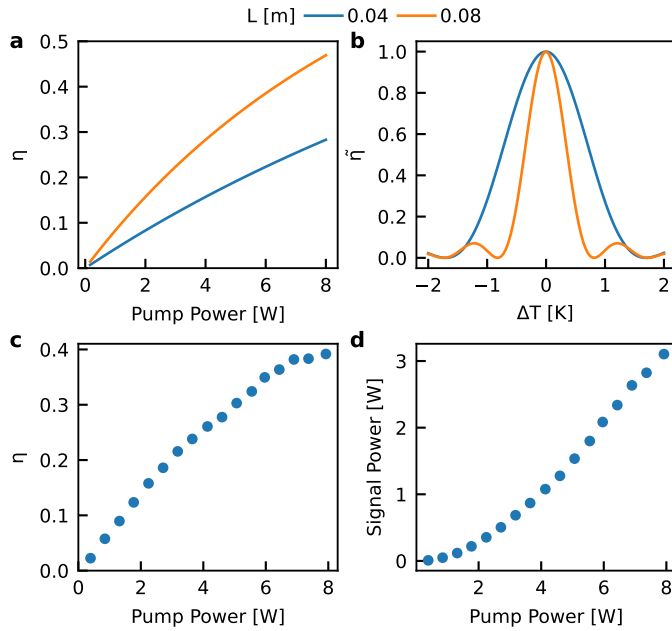 L [m] 0.04 0.08
a
0.5
0.4
0.3
0.2
0.1
0.0
η
0 2 4 6 8
Pump Power [W]
b
1.0
0.8
0.6
0.4
0.2
0.0
η̃
−2 −1 0 1 2
ΔT [K]
c
0.4
0.3
0.2
0.1
0.0
η
0 2 4 6 8
Pump Power [W]
d
3
2
1
0
Signal Power [W]
2 4 6 8
Pump Power [W]